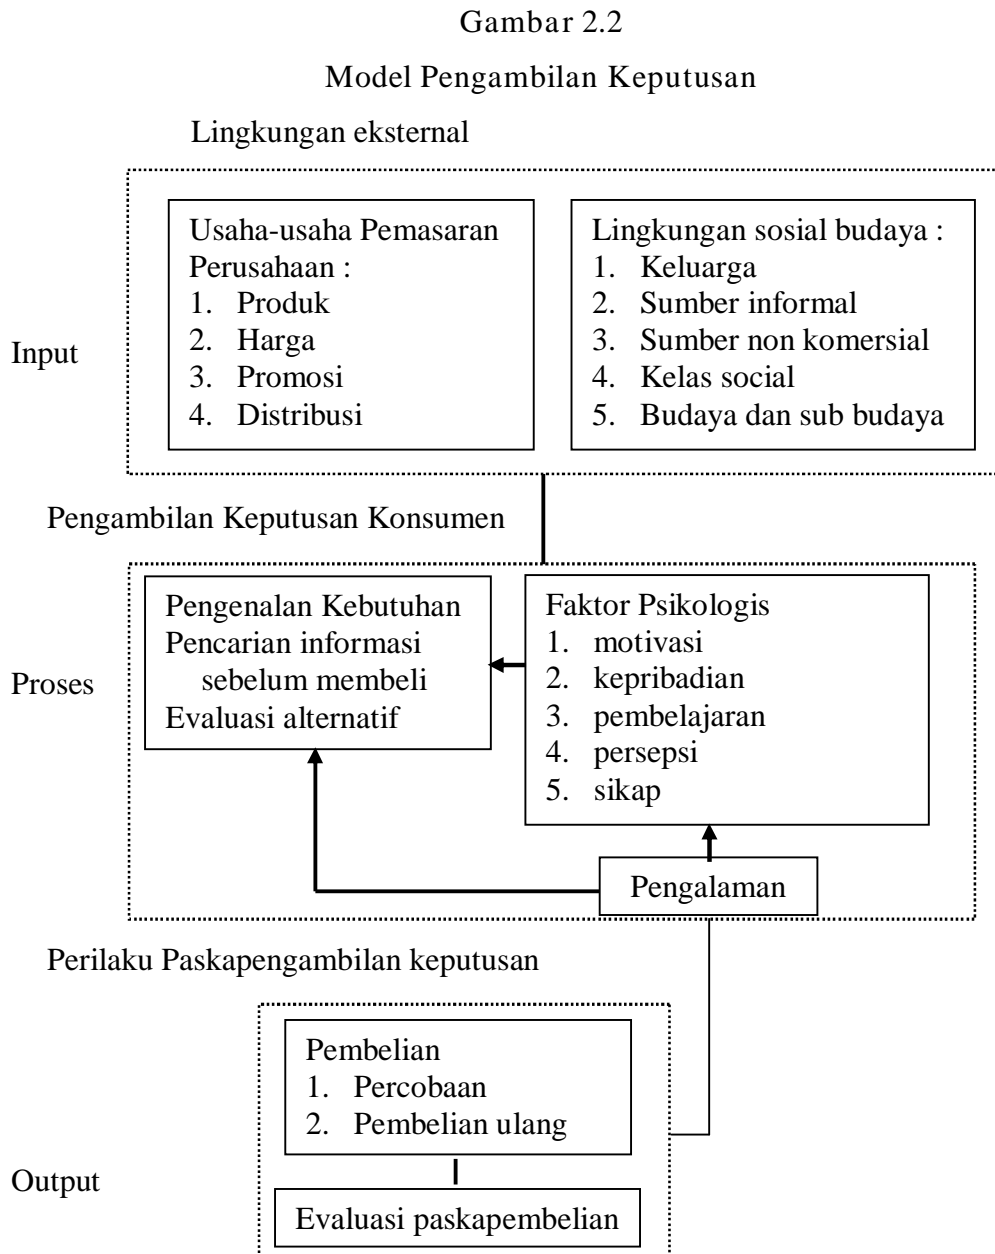 Gambar 2.2
Model Pengambilan Keputusan
Lingkungan eksternal
Input
Usaha-usaha Pemasaran
Perusahaan :
1. Produk
2. Harga
3. Promosi
4. Distribusi
Lingkungan sosial budaya :
1. Keluarga
2. Sumber informal
3. Sumber non komersial
4. Kelas social
5. Budaya dan sub budaya
Pengambilan Keputusan Konsumen
Proses
Pengenalan Kebutuhan
Pencarian informasi
sebelum membeli
Evaluasi alternatif
Faktor Psikologis
1. motivasi
2. kepribadian
3. pembelajaran
4. persepsi
5. sikap
Pengalaman
Perilaku Paskapengambilan keputusan
Output
Pembelian
1. Percobaan
2. Pembelian ulang
Evaluasi paskapembelian